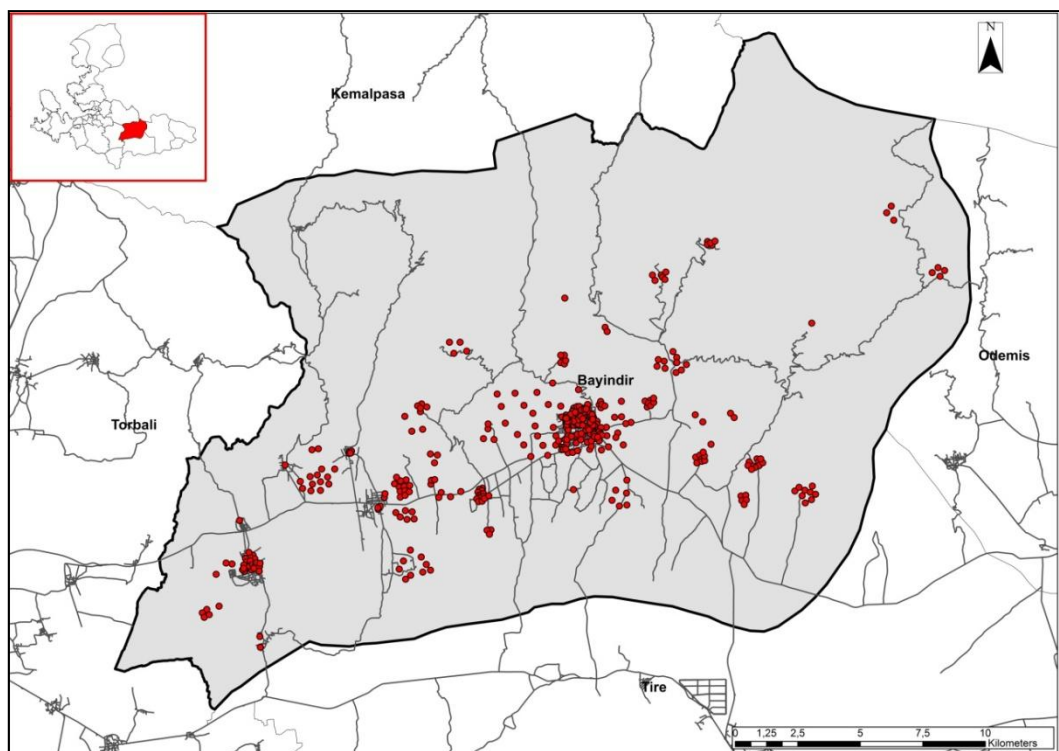 N
Kemalpasa
Odemis
Bayindir
Torbali
Tire
0 1,25 2,5 5 7,5 10
Kilometers